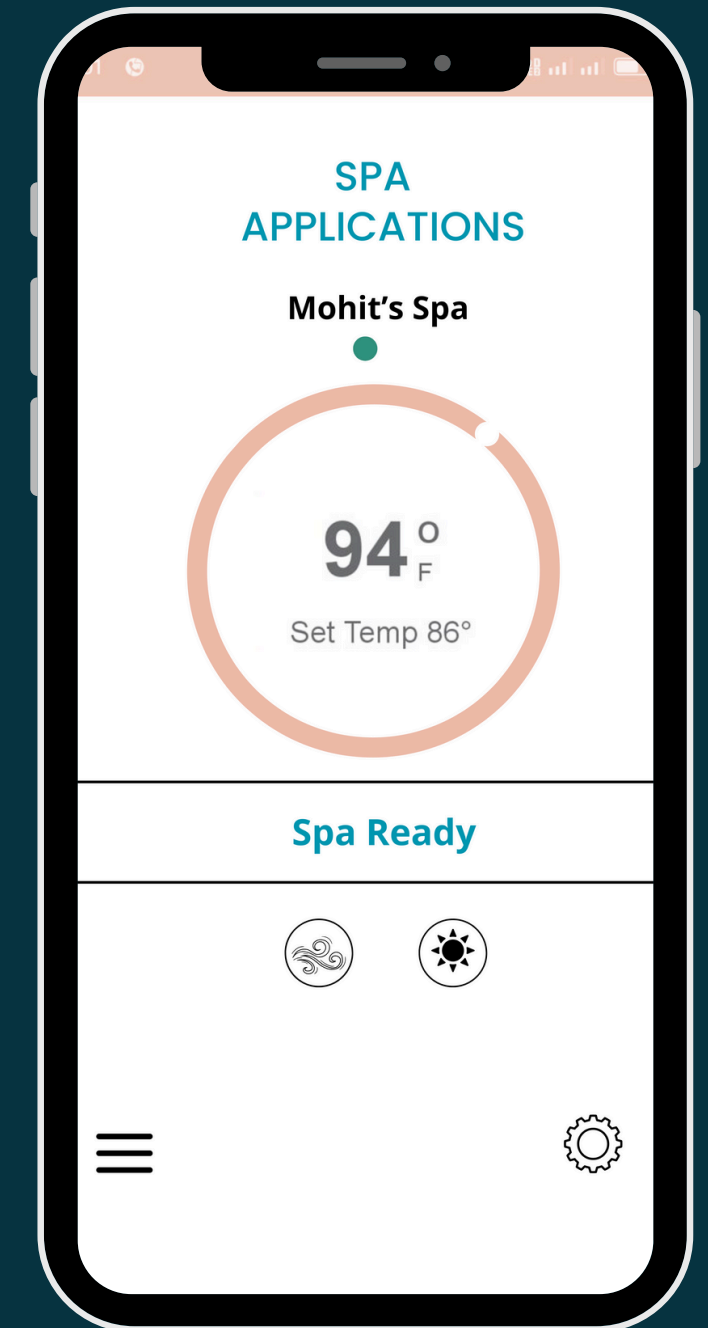 SPA
APPLICATIONS
Mohit’s Spa
94°
F
Set Temp 86°
Spa Ready